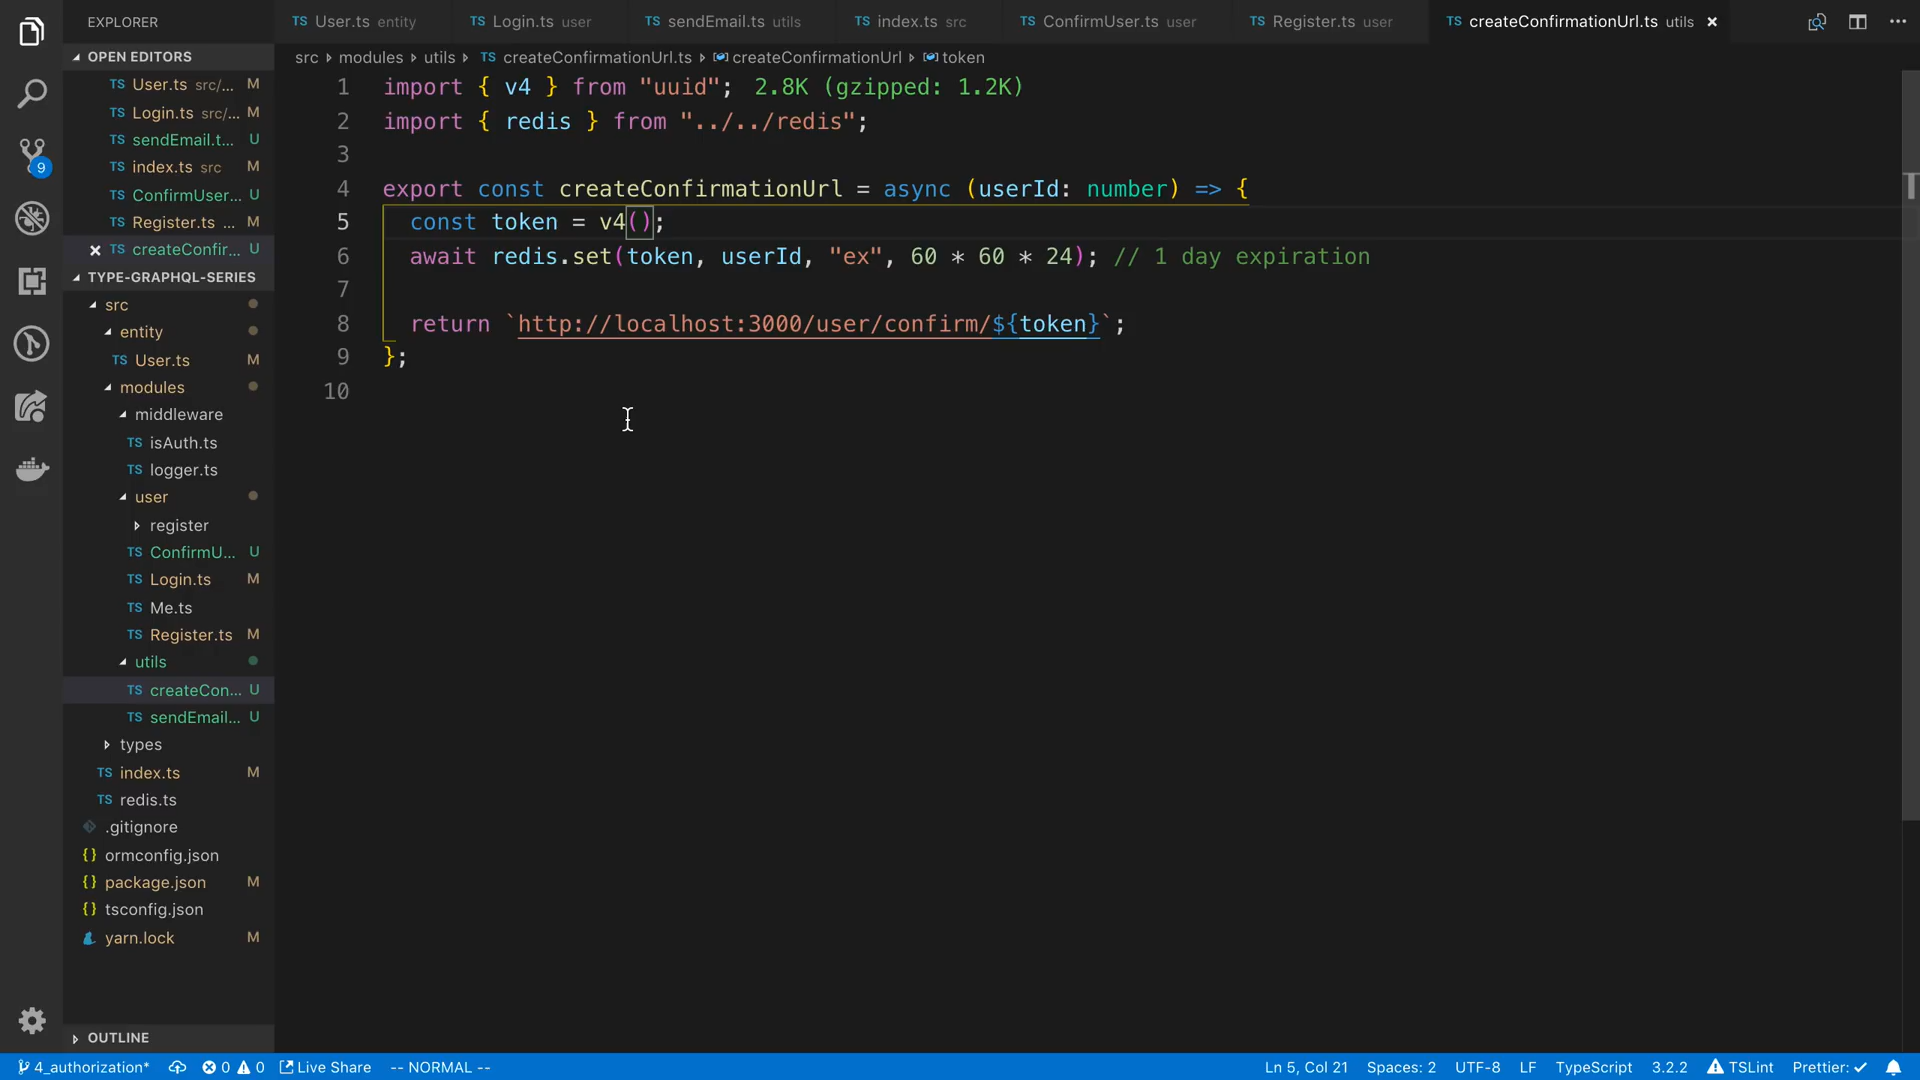 EXPLORER
OPEN EDITORS
TS User.ts src/... M
TS Login.ts src/... M
TS sendEmail.t... U
TS index.ts src M
TS ConfirmUser... U
TS Register.ts ... M
TS createConfir... U
TYPE-GRAPHQL-SERIES
src
entity
TS User.ts M
modules
middleware
TS isAuth.ts
TS logger.ts
user
register
TS ConfirmU... U
TS Login.ts M
TS Me.ts
TS Register.ts M
utils
TS createCon... U
TS sendEmail... U
types
TS index.ts M
TS redis.ts
.gitignore
{} ormconfig.json
{} package.json M
{} tsconfig.json
yarn.lock M
OUTLINE
9
TS User.ts entity TS Login.ts user TS sendEmail.ts utils TS index.ts src TS ConfirmUser.ts user TS Register.ts user TS createConfirmationUrl.ts utils
src modules utils TS createConfirmationUrl.ts createConfirmationUrl token
1 import { v4 } from "uuid"; 2.8K (gzipped: 1.2K)
2 import { redis } from "../../redis";
3
4 export const createConfirmationUrl = async (userId: number) => {
5 const token = v4();
6 await redis.set(token, userId, "ex", 60 * 60 * 24); // 1 day expiration
7
8 return `http://localhost:3000/user/confirm/${token}`;
9 };
10
4_authorization* 0 0 Live Share -- NORMAL -- Ln 5, Col 21 Spaces: 2 UTF-8 LF TypeScript 3.2.2 TSLint Prettier: